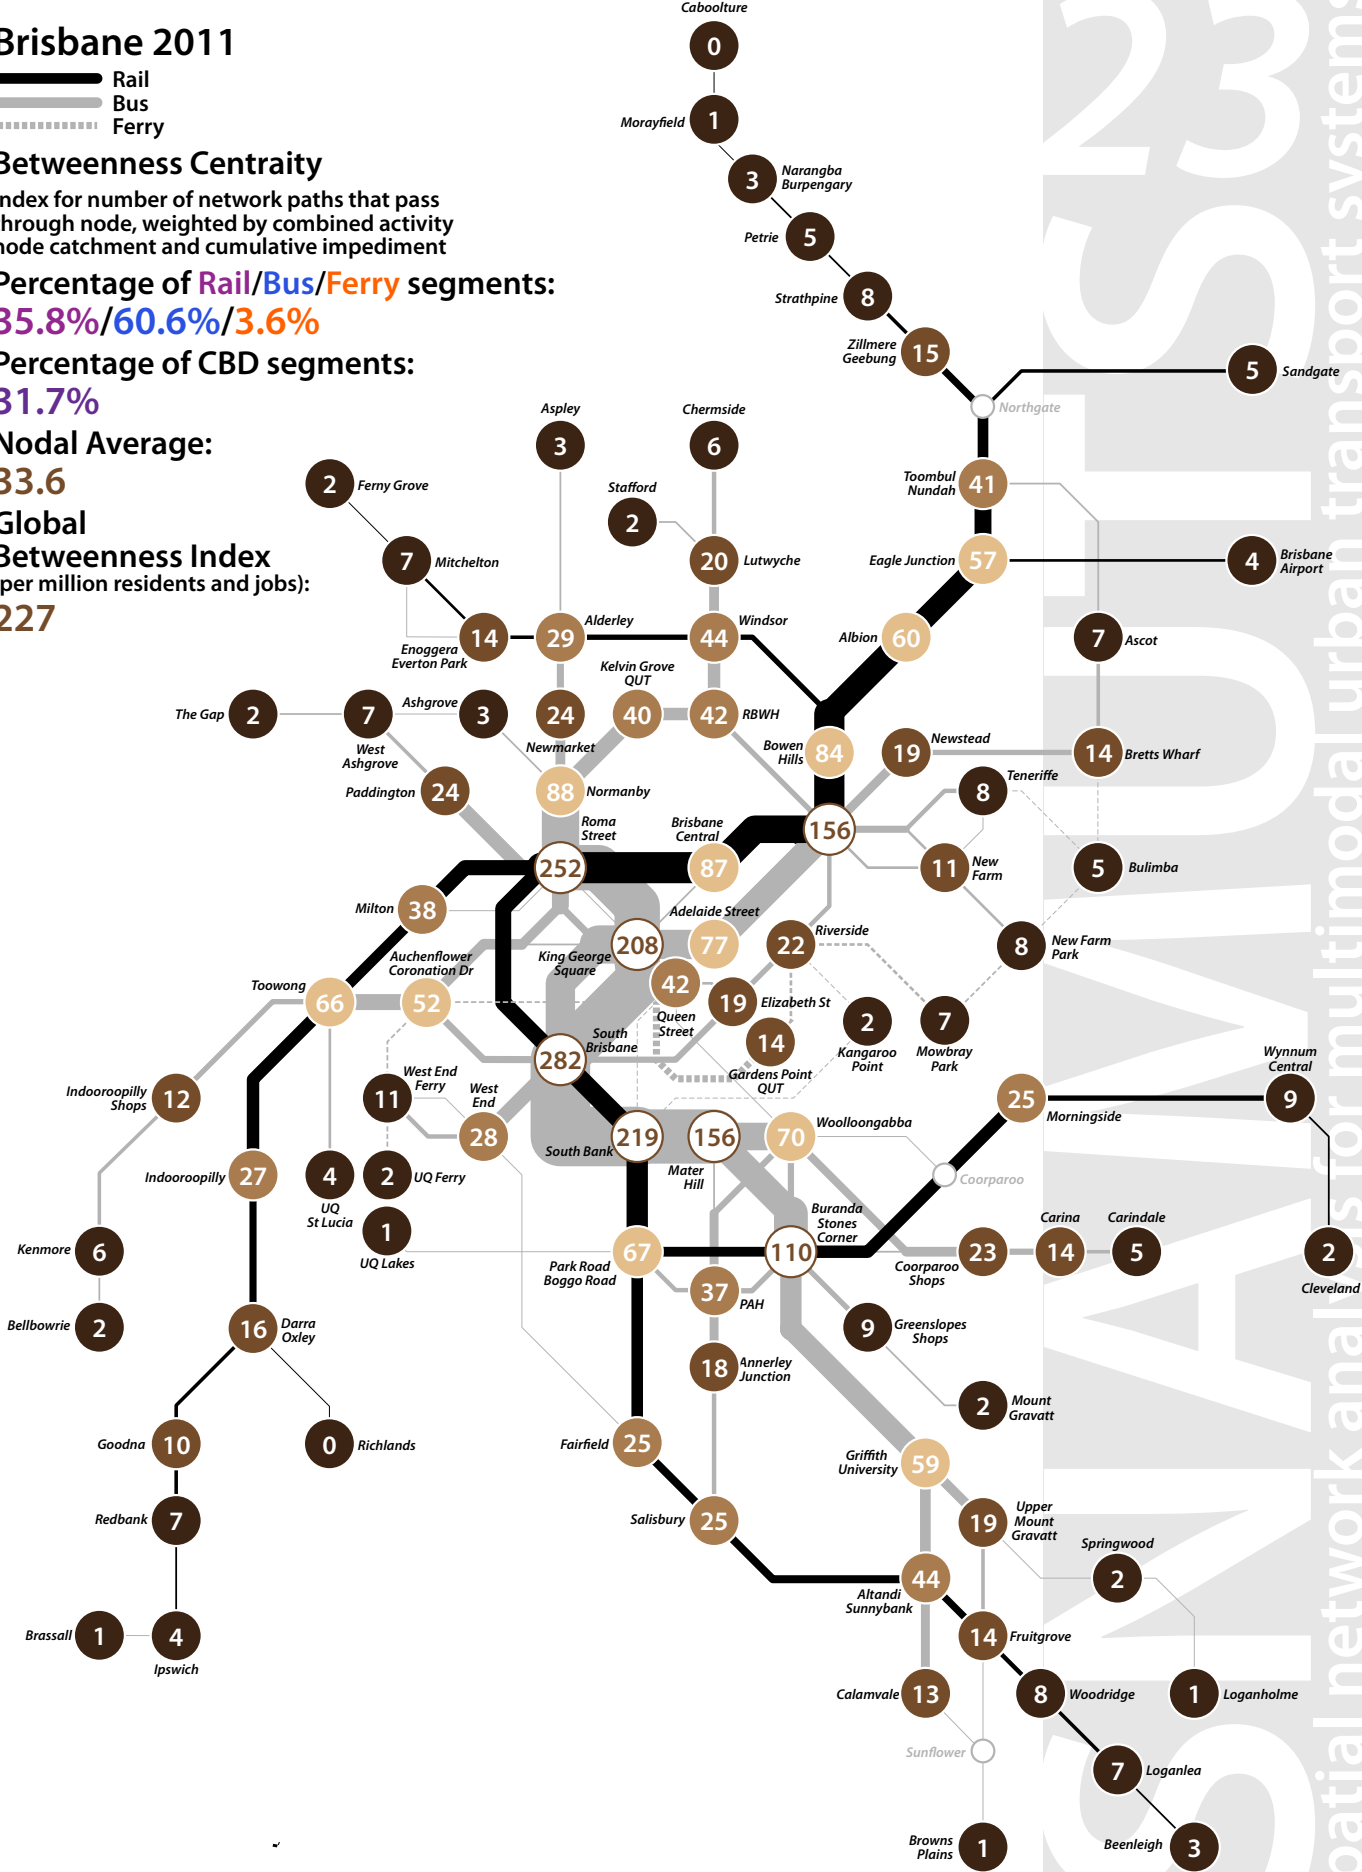 Caboolture
0
Brisbane 2011
Rail
Bus
Ferry
Betweenness Centraity
index for number of network paths that pass
through node, weighted by combined activity
node catchment and cumulative impediment
Percentage of Rail/Bus/Ferry segments:
35.8%/60.6%/3.6%
Percentage of CBD segments:
31.7%
Nodal Average:
33.6
Global
Betweenness Index
(per million residents and jobs):
227
Morayfield
1
3
Narangba
Burpengary
Petrie
5
Strathpine
8
Zillmere
Geebung
15
5
Sandgate
Northgate
Aspley
3
Chermside
6
Stafford
2
2
Ferny Grove
Toombul
Nundah
41
7
Mitchelton
20
Lutwyche
Eagle Junction
57
4
Brisbane
Airport
Enoggera
Everton Park
14
29
Alderley
44
Windsor
Albion
60
7
Ascot
Kelvin Grove
QUT
40
42
RBWH
The Gap
2
7
West
Ashgrove
Ashgrove
3
24
Newmarket
Bowen
Hills
84
19
Newstead
14
Bretts Wharf
Paddington
24
88
Normanby
Teneriffe
8
Roma
Street
252
Brisbane
Central
87
156
11
New
Farm
5
Bulimba
Milton
38
Adelaide Street
77
King George
Square
208
22
Riverside
8
New Farm
Park
Auchenflower
Coronation Dr
52
Toowong
66
42
Queen
Street
19
Elizabeth St
14
Gardens Point
QUT
2
Kangaroo
Point
7
Mowbray
Park
South
Brisbane
282
Wynnum
Central
9
Indooroopilly
Shops
12
West End
Ferry
11
West
End
28
25
Morningside
South Bank
219
156
Mater
Hill
70
Woolloongabba
Coorparoo
Indooroopilly
27
4
UQ
St Lucia
2
UQ Ferry
1
UQ Lakes
Kenmore
6
Park Road
Boggo Road
67
110
Buranda
Stones
Corner
Coorparoo
Shops
23
Carina
14
Carindale
5
2
Cleveland
37
PAH
Bellbowrie
2
16
Darra
Oxley
9
Greenslopes
Shops
18
Annerley
Junction
2
Mount
Gravatt
Goodna
10
0
Richlands
Fairfield
25
Griffith
University
59
Redbank
7
Salisbury
25
19
Upper
Mount
Gravatt
Springwood
2
Altandi
Sunnybank
44
Brassall
1
4
Ipswich
14
Fruitgrove
Calamvale
13
8
Woodridge
1
Loganholme
Sunflower
7
Loganlea
Browns
Plains
1
Beenleigh
3
SNAMUTS
23
spatial network analysis for multimodal urban transport systems